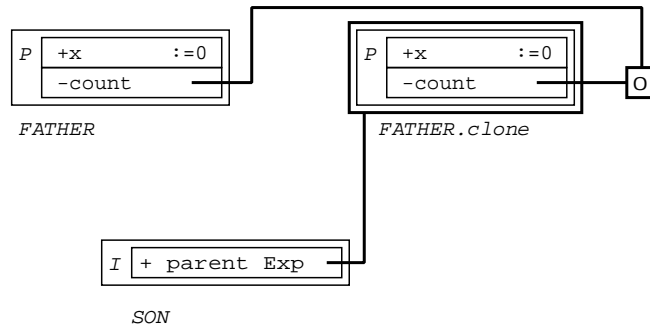 P +x :=0
-count
FATHER
P +x :=0
-count
O
FATHER.clone
I + parent Exp
SON